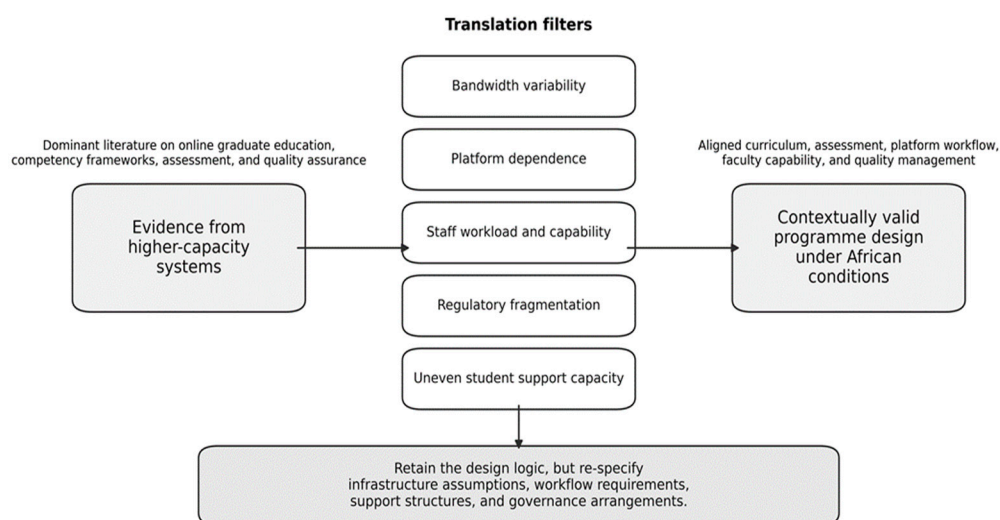 Translation filters
Bandwidth variability
Dominant literature on online graduate education,
competency frameworks, assessment, and quality assurance
Platform dependence
Aligned curriculum, assessment, platform workflow,
faculty capability, and quality management
Evidence from
higher-capacity
systems
Staff workload and capability
Contextually valid
programme design
under African
conditions
Regulatory fragmentation
Uneven student support capacity
Retain the design logic, but re-specify
infrastructure assumptions, workflow requirements,
support structures, and governance arrangements.